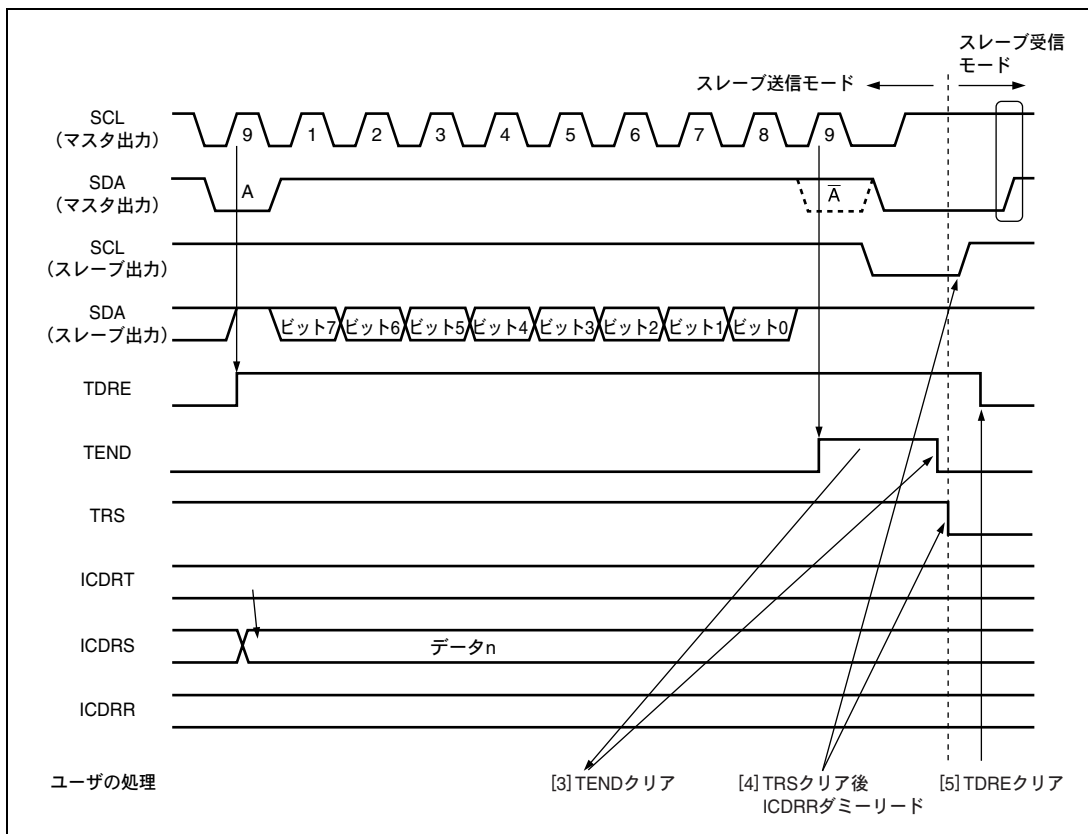 スレーブ受信
モード
スレーブ送信モード
SCL
(マスタ出力)
9 1 2 3 4 5 6 7 8 9
SDA
(マスタ出力)
A A̅
SCL
(スレーブ出力)
SDA
(スレーブ出力)
ビット7 ビット6 ビット5 ビット4 ビット3 ビット2 ビット1 ビット0
TDRE
TEND
TRS
ICDRT
ICDRS
データn
ICDRR
ユーザの処理
[3] TENDクリア
[4] TRSクリア後
ICDRRダミーリード
[5] TDREクリア